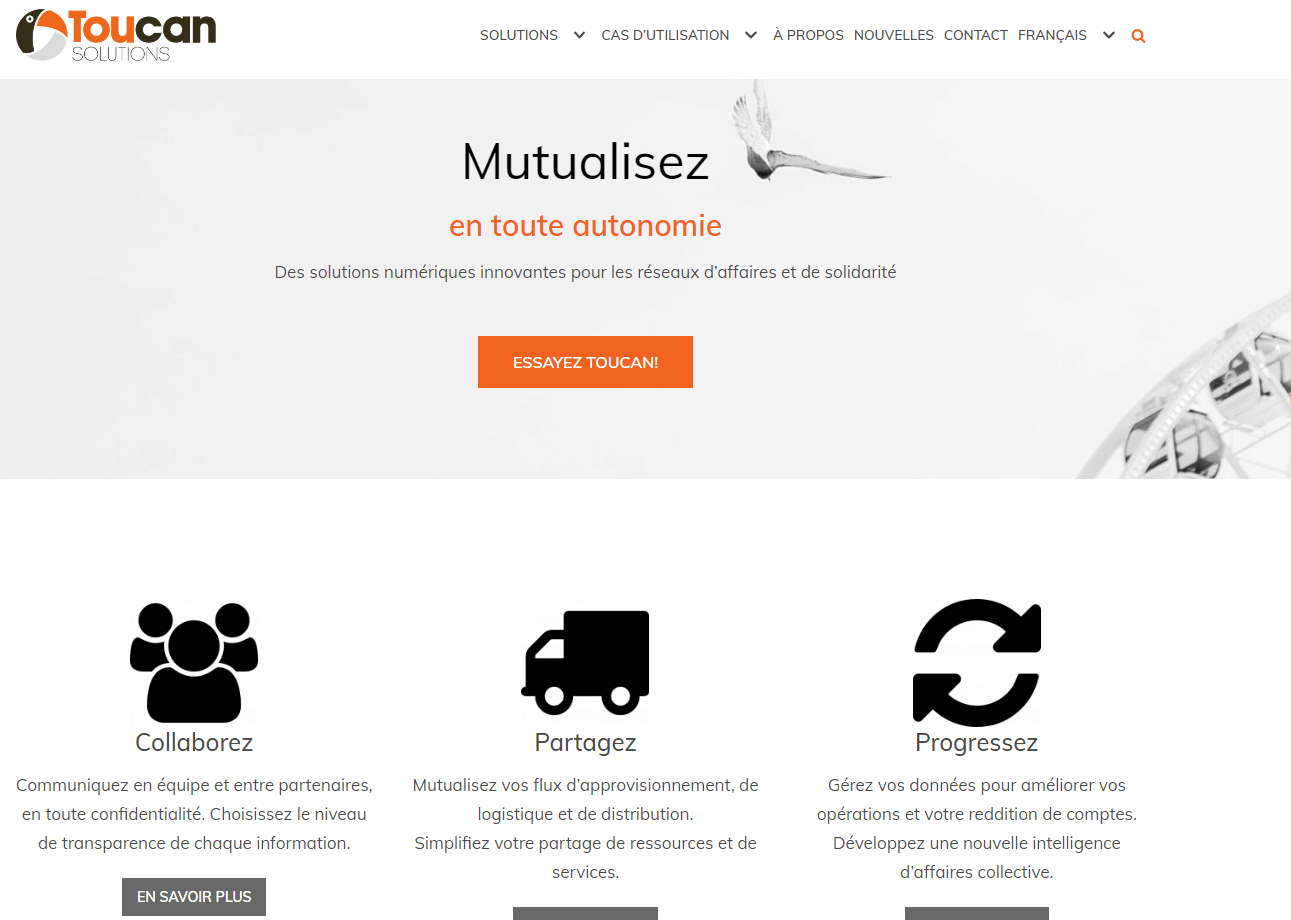 Toucan
SOLUTIONS
SOLUTIONS CAS D'UTILISATION À PROPOS NOUVELLES CONTACT FRANÇAIS
Mutualisez
en toute autonomie
Des solutions numériques innovantes pour les réseaux d'affaires et de solidarité
ESSAYEZ TOUCAN!
Collaborez
Communiquez en équipe et entre partenaires,
en toute confidentialité. Choisissez le niveau
de transparence de chaque information.
EN SAVOIR PLUS
Partagez
Mutualisez vos flux d'approvisionnement, de
logistique et de distribution.
Simplifiez votre partage de ressources et de
services.
Progressez
Gérez vos données pour améliorer vos
opérations et votre reddition de comptes.
Développez une nouvelle intelligence
d'affaires collective.